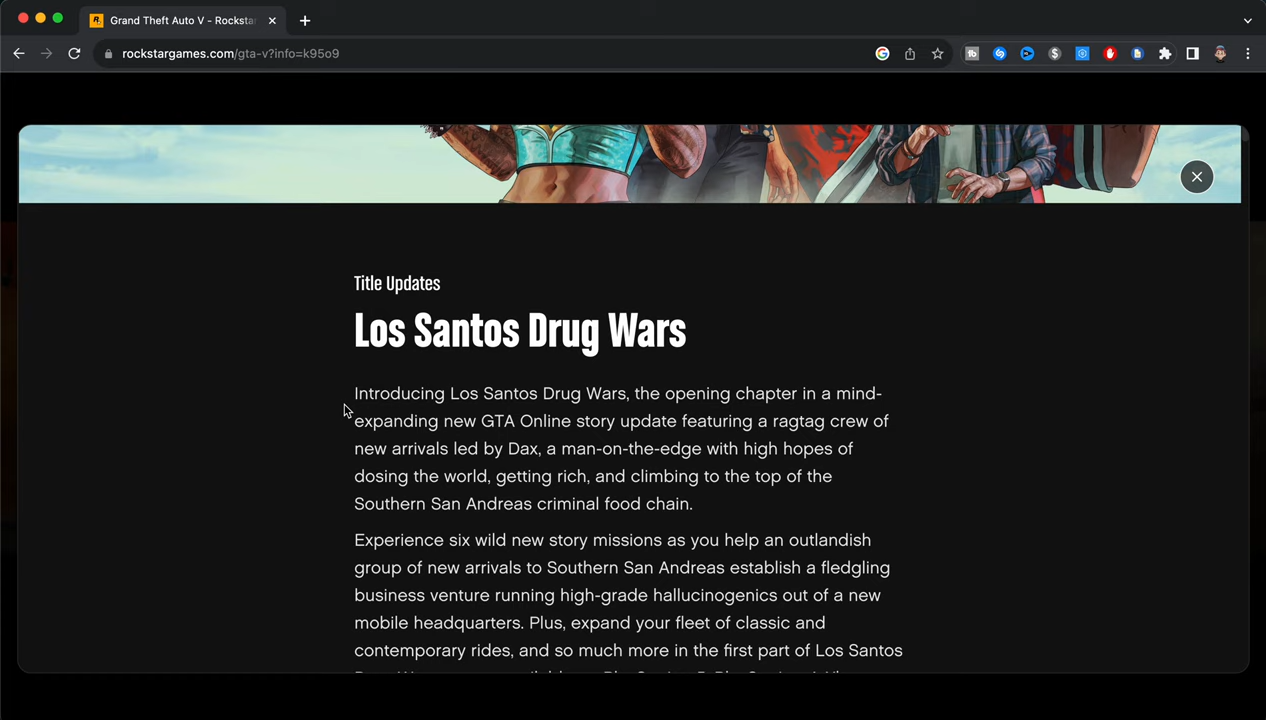 Grand Theft Auto V - Rocksta
rockstargames.com/gta-v?info=k95o9
Title Updates
Los Santos Drug Wars
Introducing Los Santos Drug Wars, the opening chapter in a mind-
expanding new GTA Online story update featuring a ragtag crew of
new arrivals led by Dax, a man-on-the-edge with high hopes of
dosing the world, getting rich, and climbing to the top of the
Southern San Andreas criminal food chain.
Experience six wild new story missions as you help an outlandish
group of new arrivals to Southern San Andreas establish a fledgling
business venture running high-grade hallucinogenics out of a new
mobile headquarters. Plus, expand your fleet of classic and
contemporary rides, and so much more in the first part of Los Santos